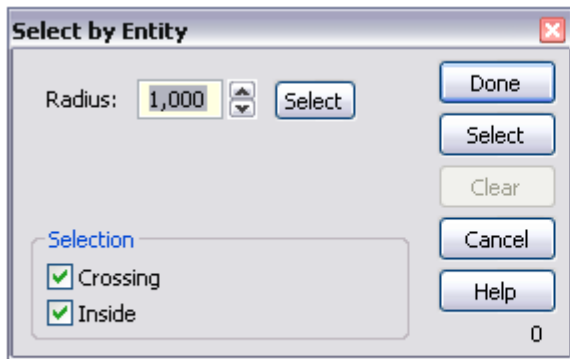 Select by Entity
Radius: 1,000 Select
Done
Select
Clear
Selection
Crossing
Inside
Cancel
Help
0